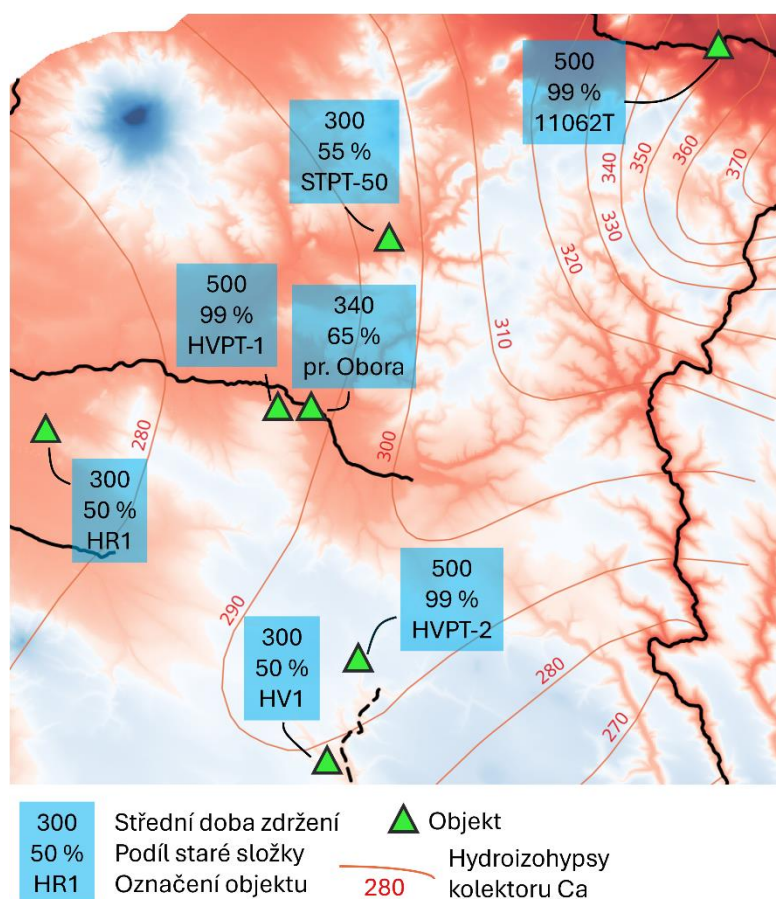 500
99 %
11062T
300
55 %
STPT-50
340
350
360
370
330
320
310
500
99 %
HVPT-1
340
65 %
pr. Obora
280
300
300
50 %
HR1
290
500
99 %
HVPT-2
300
50 %
HV1
280
270
300
50 %
HR1
Střední doba zdržení
Podíl staré složky
Označení objektu
Objekt
280
Hydroizohypsy
kolektoru Ca